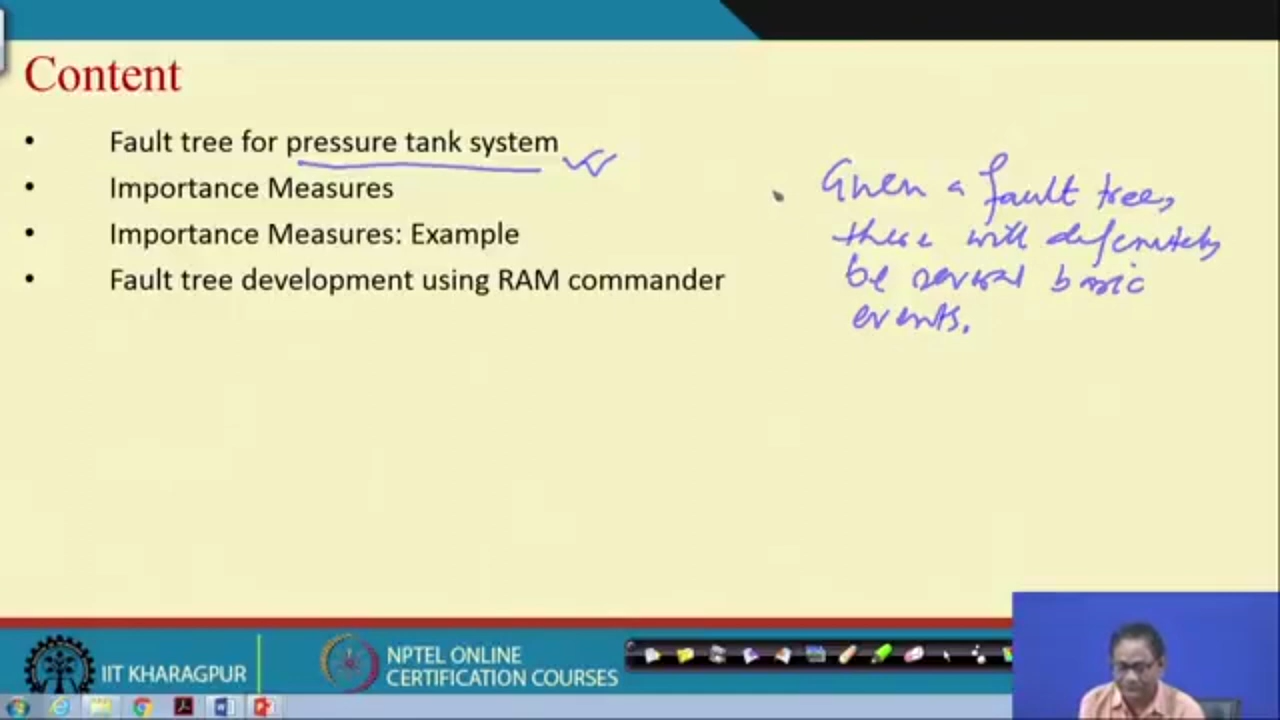 Content
• Fault tree for pressure tank system
• Importance Measures
• Importance Measures: Example
• Fault tree development using RAM commander
Given a fault tree,
there will definitely
be several basic
events.
IIT KHARAGPUR
NPTEL ONLINE
CERTIFICATION COURSES